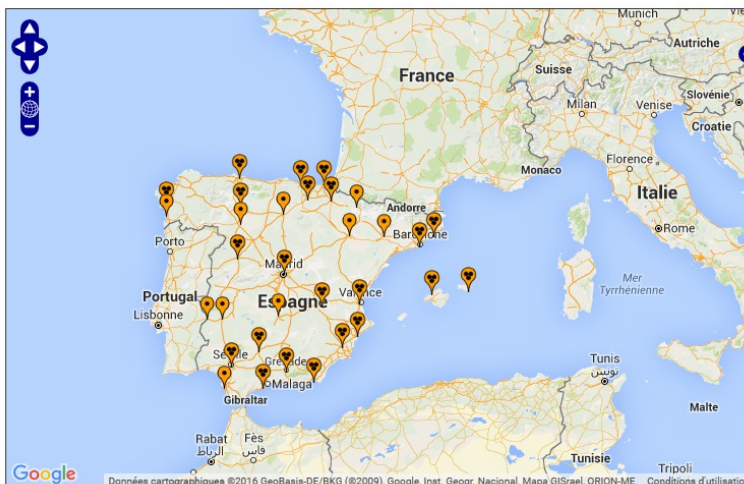 Munich
Vie
Autriche
France
Suisse
Slovénie
Milan
Venise
Croatie
Monaco
Florence
Italie
Rome
Andorre
Barcelone
Porto
Madrid
Mer
Tyrrhénienne
Portugal
Espagne
Valence
Lisbonne
Séville
Grenade
Malaga
Gibraltar
Tunis
تونس
Malte
Rabat
الرباط
Fès
فاس
Tunisie
Tripoli
Google
Données cartographiques ©2016 GeoBasis-DE/BKG (©2009), Google, Inst. Geogr. Nacional, Mapa GISrael, ORION-ME
Conditions d'utilisatio